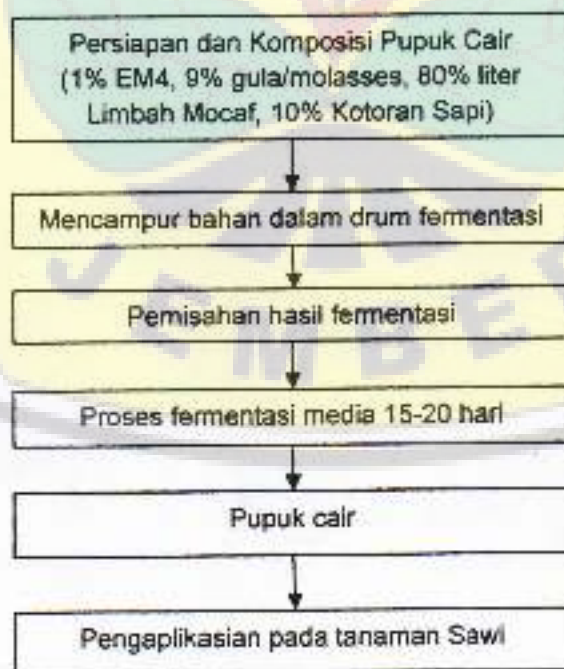 Persiapan dan Komposisi Pupuk Cair
(1% EM4, 9% gula/molasses, 80% liter
Limbah Mocaf, 10% Kotoran Sapi)
Mencampur bahan dalam drum fermentasi
Pemisahan hasil fermentasi
Proses fermentasi media 15-20 hari
Pupuk cair
Pengaplikasian pada tanaman Sawi
JEMBE